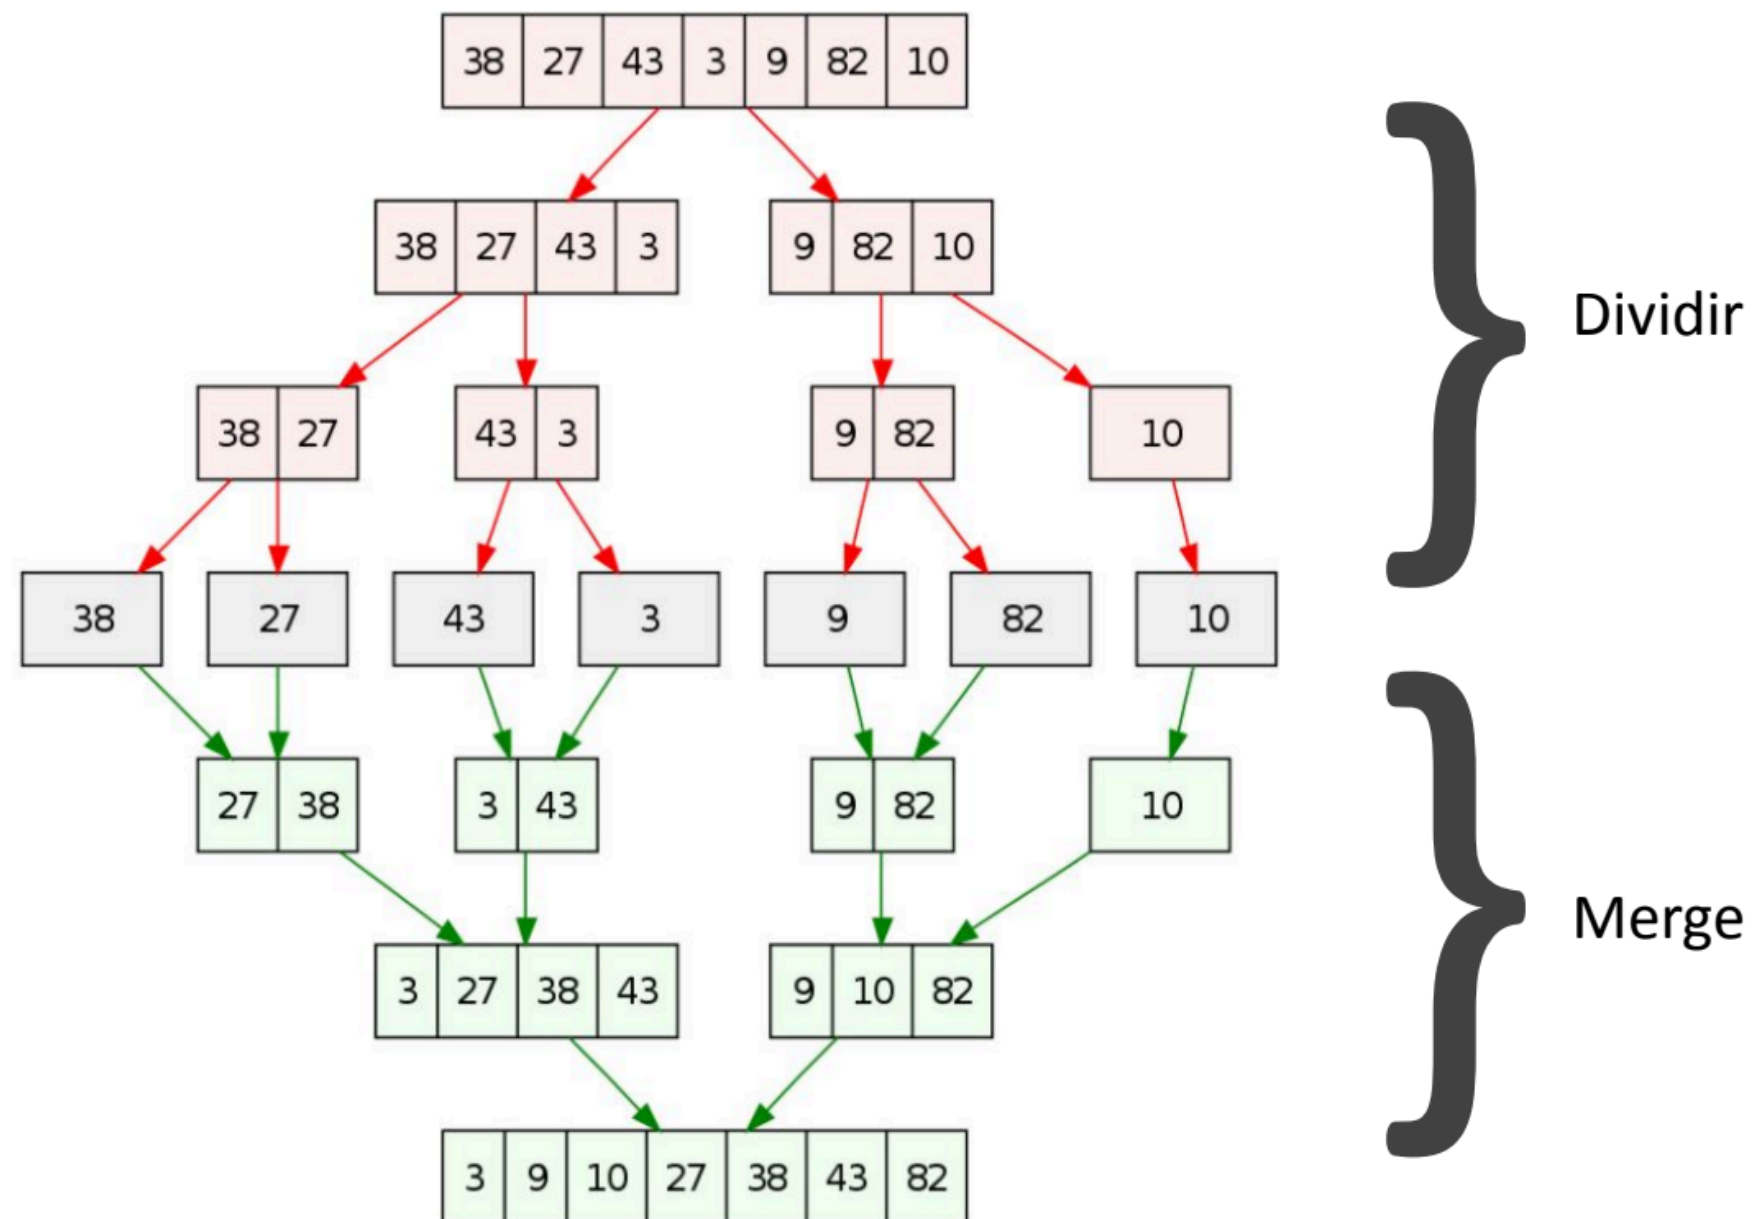 38 27 43 3 9 82 10
38 27 43 3 9 82 10
Dividir
38 27 43 3 9 82 10
38 27 43 3 9 82 10
27 38 3 43 9 82 10
Merge
3 27 38 43 9 10 82
3 9 10 27 38 43 82